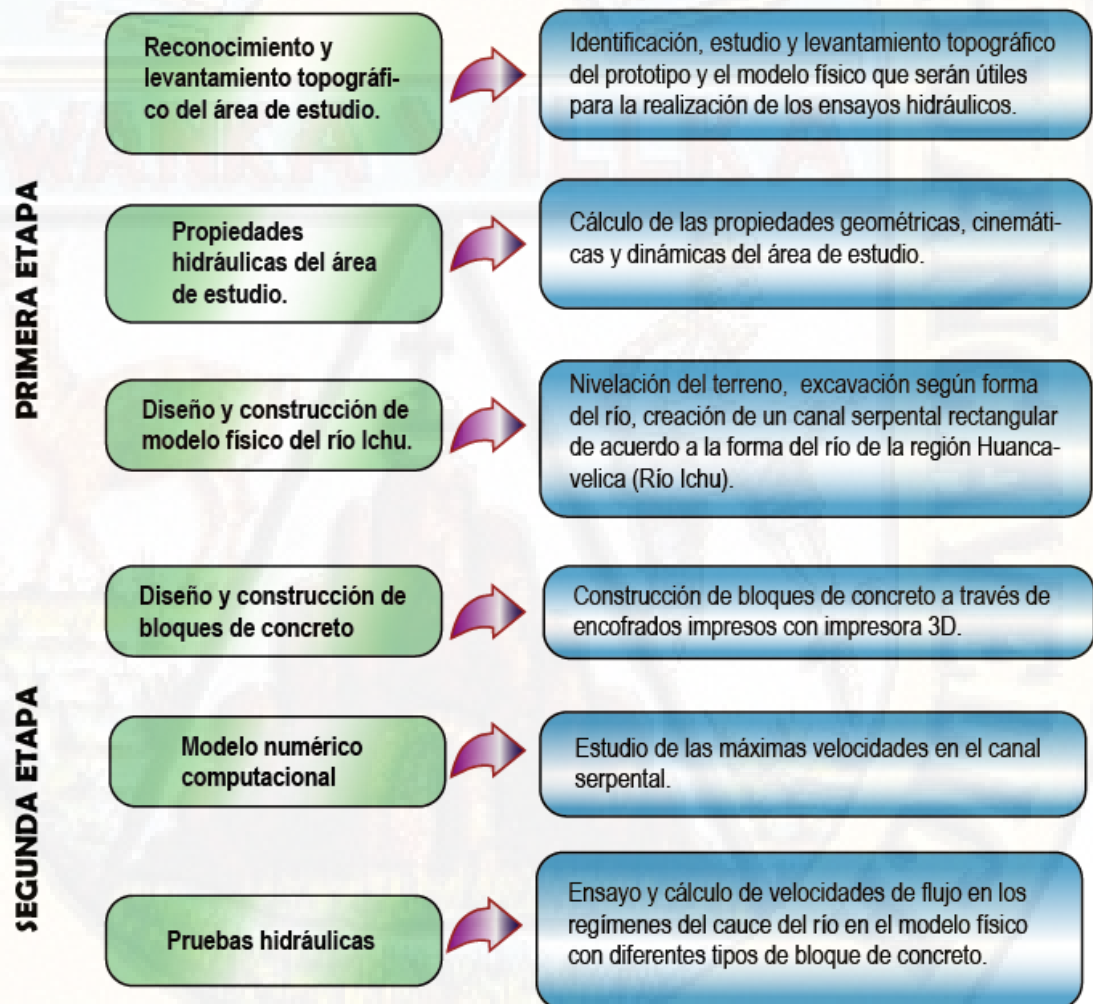 PRIMERA ETAPA
Reconocimiento y
levantamiento topográfi-
co del área de estudio.
Identificación, estudio y levantamiento topográfico
del prototipo y el modelo físico que serán útiles
para la realización de los ensayos hidráulicos.
Propiedades
hidráulicas del área
de estudio.
Cálculo de las propiedades geométricas, cinemáti-
cas y dinámicas del área de estudio.
Diseño y construcción de
modelo físico del río Ichu.
Nivelación del terreno, excavación según forma
del río, creación de un canal serpental rectangular
de acuerdo a la forma del río de la región Huanca-
velica (Río Ichu).
SEGUNDA ETAPA
Diseño y construcción de
bloques de concreto
Construcción de bloques de concreto a través de
encofrados impresos con impresora 3D.
Modelo numérico
computacional
Estudio de las máximas velocidades en el canal
serpental.
Pruebas hidráulicas
Ensayo y cálculo de velocidades de flujo en los
regímenes del cauce del río en el modelo físico
con diferentes tipos de bloque de concreto.
WANKA WILLKA